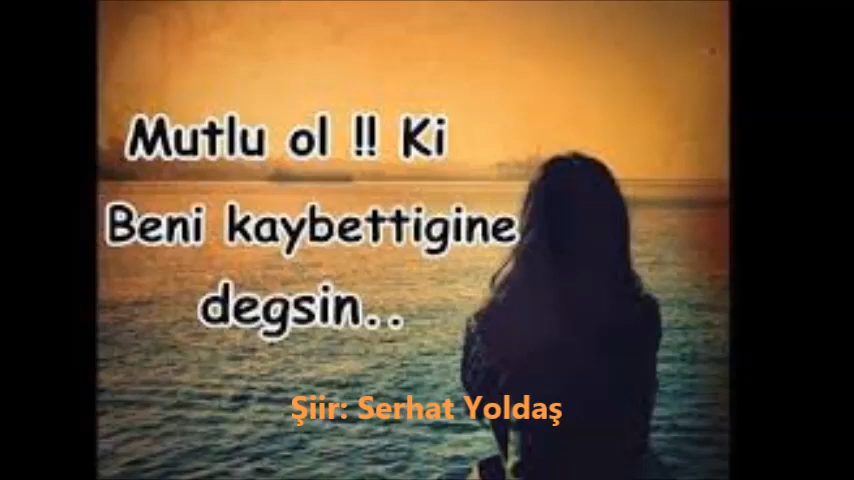 Mutlu ol !! Ki
Beni kaybettigine
degsin..
Şiir: Serhat Yoldaş